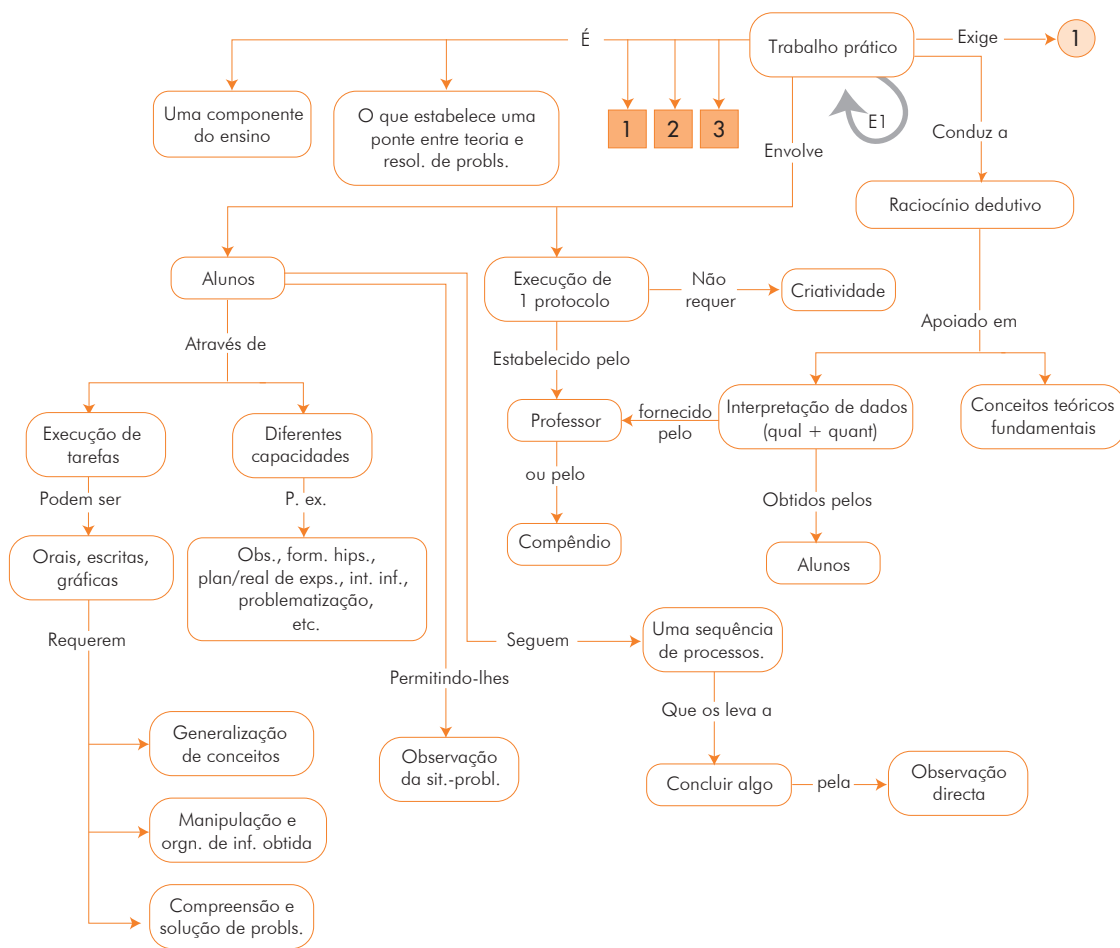 É
Trabalho prático
Exige
1
Uma componente
do ensino
O que estabelece uma
ponte entre teoria e
resol. de probls.
1
2
3
E1
Envolve
Conduz a
Raciocínio dedutivo
Alunos
Execução de
1 protocolo
Não
requer
Criatividade
Apoiado em
Através de
Estabelecido pelo
Execução de
tarefas
Diferentes
capacidades
Professor
fornecido
pelo
Interpretação de dados
(qual + quant)
Conceitos teóricos
fundamentais
Podem ser
P. ex.
ou pelo
Obtidos pelos
Orais, escritas,
gráficas
Obs., form. hips.,
plan/real de exps., int. inf.,
problematização,
etc.
Compêndio
Alunos
Requerem
Seguem
Uma sequência
de processos.
Permitindo-lhes
Que os leva a
Generalização
de conceitos
Observação
da sit.-probl.
Concluir algo
pela
Observação
directa
Manipulação e
orgn. de inf. obtida
Compreensão e
solução de probls.